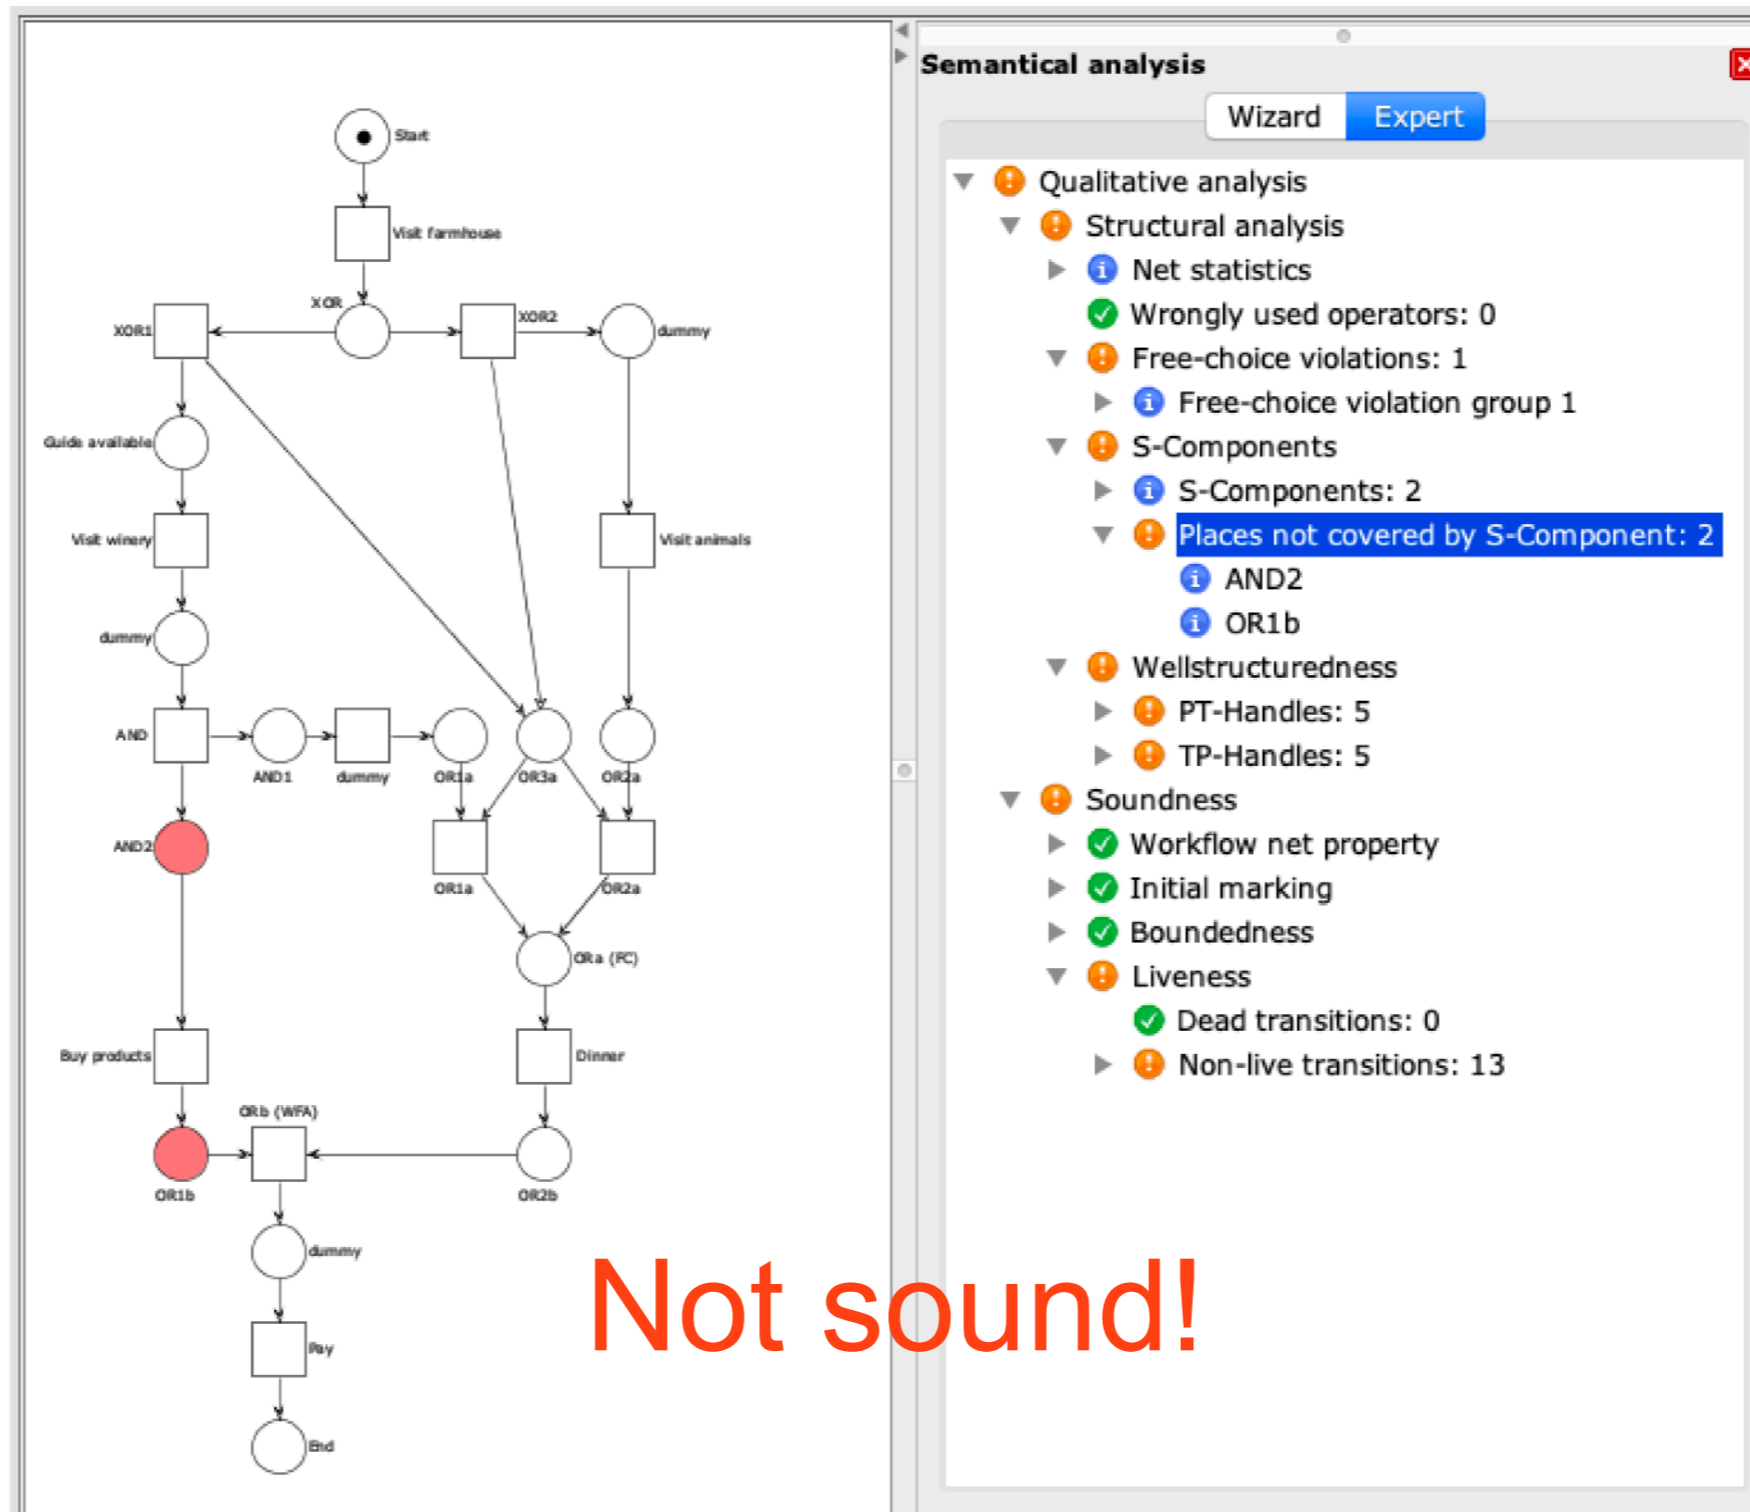 Start
Visit farmhouse
XOR
XOR1
XOR2
dummy
Guide available
Visit winery
Visit animals
dummy
AND
AND1
dummy
OR1a
OR3a
OR2a
AND2
OR1a
OR2a
ORa (FC)
Buy products
Dinner
ORb (WFA)
OR1b
OR2b
dummy
Pay
End
Not sound!
Semantical analysis
Wizard
Expert
Qualitative analysis
Structural analysis
Net statistics
Wrongly used operators: 0
Free-choice violations: 1
Free-choice violation group 1
S-Components
S-Components: 2
Places not covered by S-Component: 2
AND2
OR1b
Wellstructuredness
PT-Handles: 5
TP-Handles: 5
Soundness
Workflow net property
Initial marking
Boundedness
Liveness
Dead transitions: 0
Non-live transitions: 13